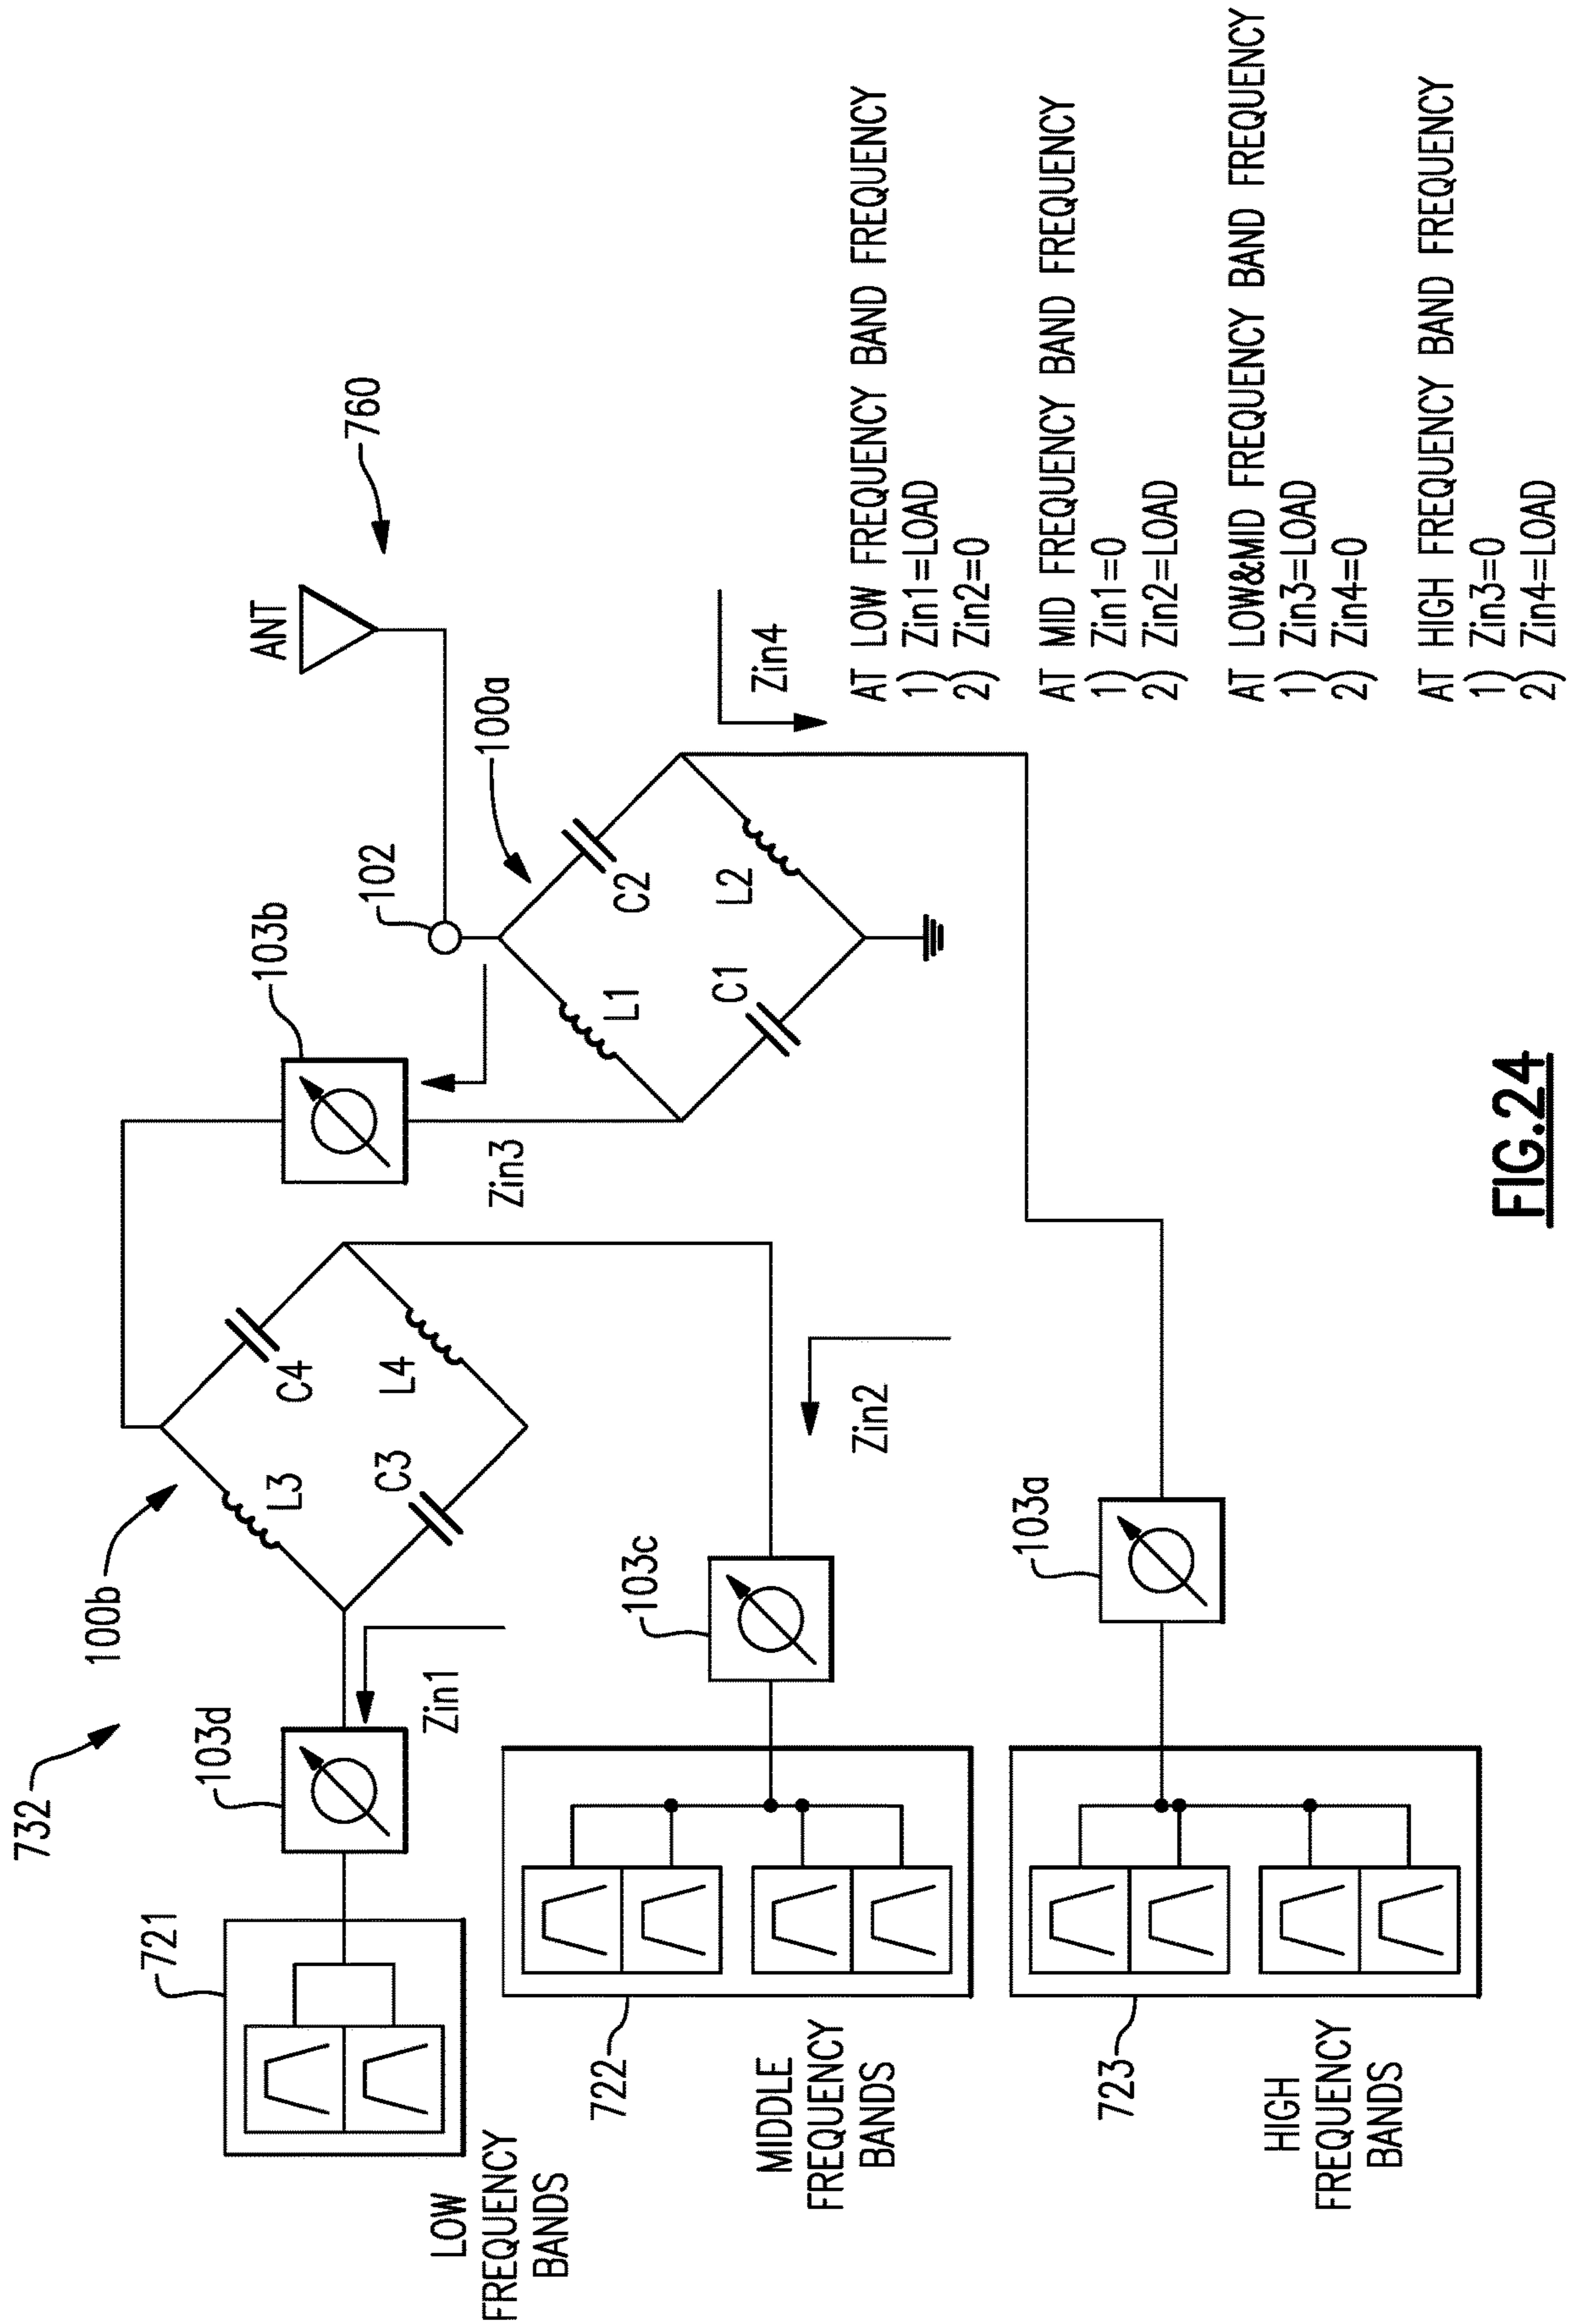 732
100b
103b
102
ANT
760
721
103d
L3
C4
C3
L4
Zin1
Zin3
L1
C2
C1
L2
100a
Zin4
LOW
FREQUENCY
BANDS
722
103c
Zin2
MIDDLE
FREQUENCY
BANDS
723
103a
HIGH
FREQUENCY
BANDS
AT LOW FREQUENCY BAND FREQUENCY
1) Zin1=LOAD
2) Zin2=0
AT MID FREQUENCY BAND FREQUENCY
1) Zin1=0
2) Zin2=LOAD
AT LOW&MID FREQUENCY BAND FREQUENCY
1) Zin3=LOAD
2) Zin4=0
AT HIGH FREQUENCY BAND FREQUENCY
1) Zin3=0
2) Zin4=LOAD
FIG.24